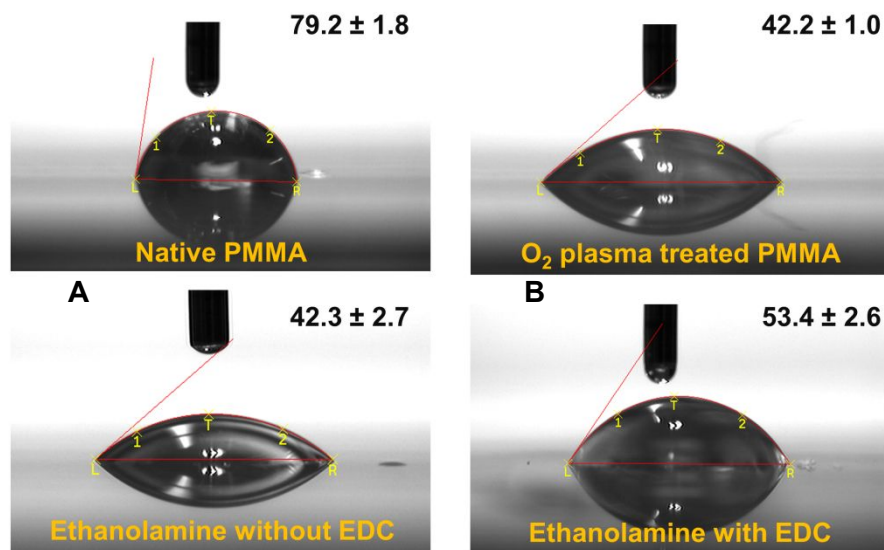 79.2 ± 1.8
42.2 ± 1.0
T
1
2
L
R
Native PMMA
T
1
2
L
R
O₂ plasma treated PMMA
A
B
42.3 ± 2.7
53.4 ± 2.6
T
1
2
L
R
Ethanolamine without EDC
T
1
2
L
R
Ethanolamine with EDC